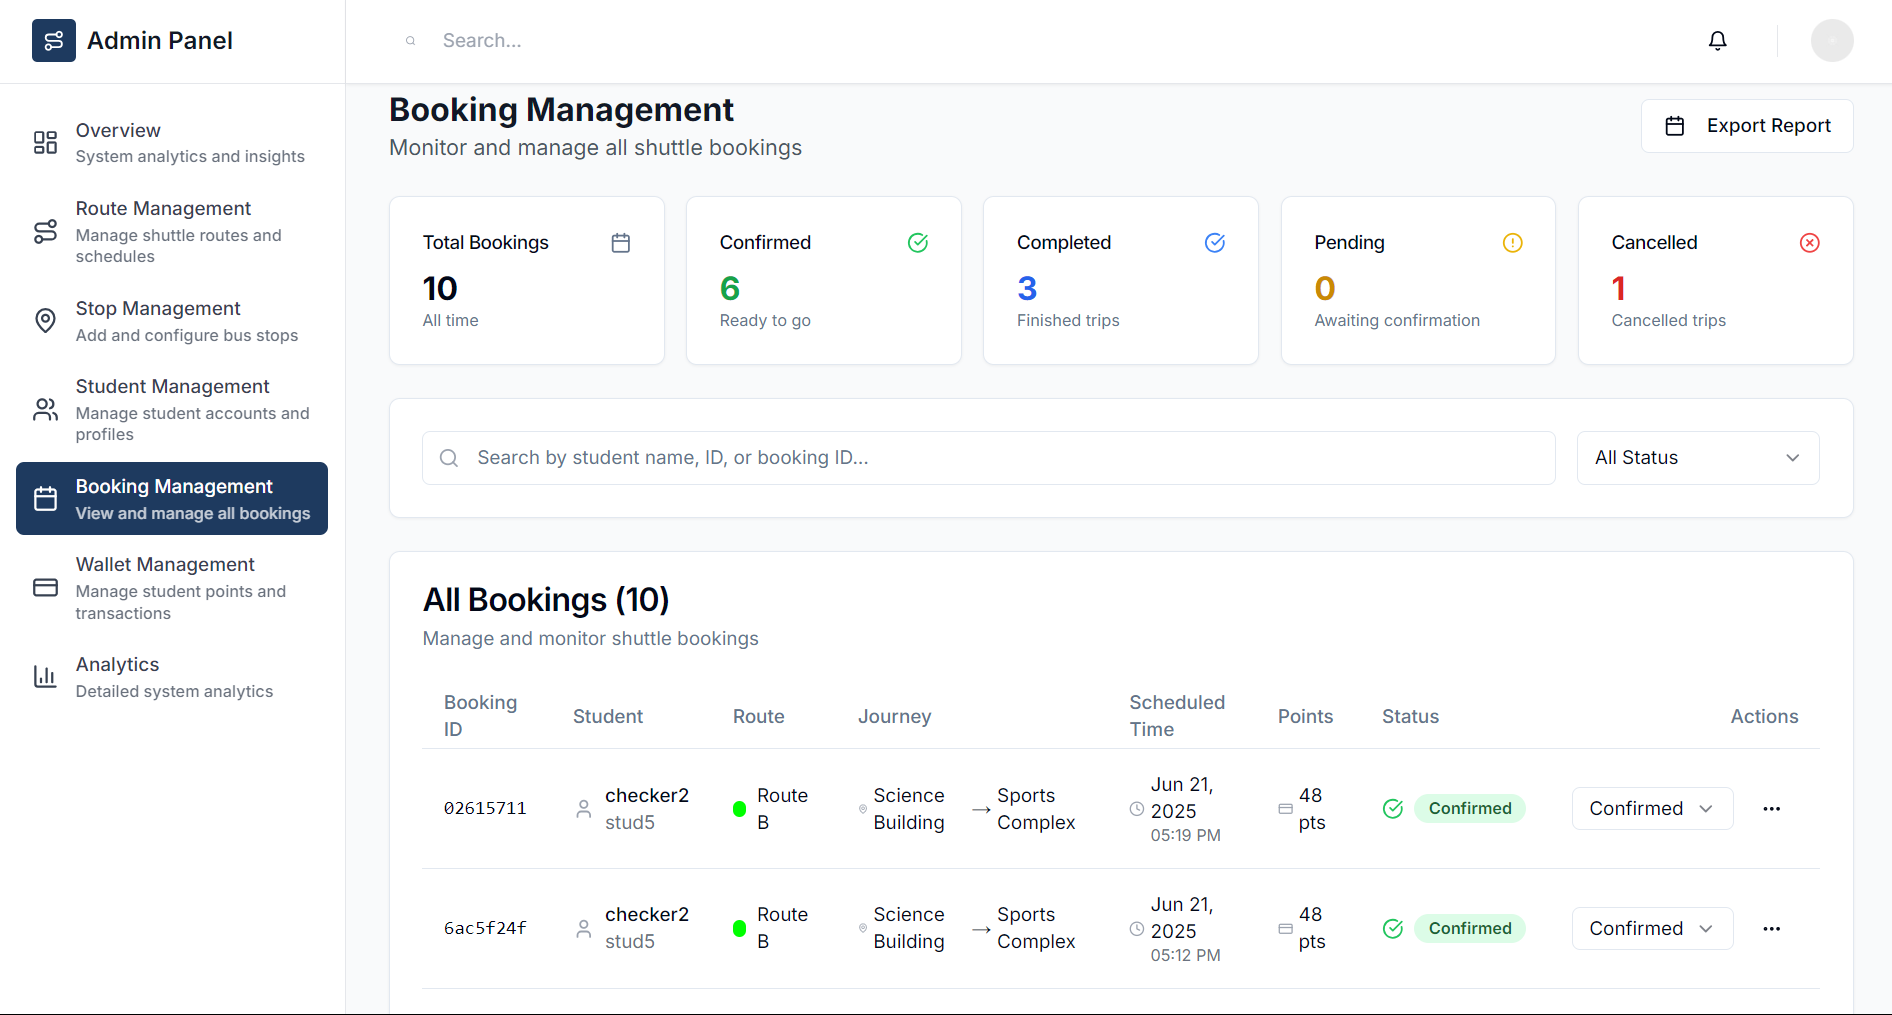 Admin Panel
Search...
Overview
System analytics and insights
Route Management
Manage shuttle routes and
schedules
Stop Management
Add and configure bus stops
Student Management
Manage student accounts and
profiles
Booking Management
View and manage all bookings
Wallet Management
Manage student points and
transactions
Analytics
Detailed system analytics
Booking Management
Monitor and manage all shuttle bookings
Export Report
Total Bookings
10
All time
Confirmed
6
Ready to go
Completed
3
Finished trips
Pending
0
Awaiting confirmation
Cancelled
1
Cancelled trips
Search by student name, ID, or booking ID...
All Status
All Bookings (10)
Manage and monitor shuttle bookings
Booking
ID
Student
Route
Journey
Scheduled
Time
Points
Status
Actions
02615711
checker2
stud5
Route
B
Science
Building
→
Sports
Complex
Jun 21,
2025
05:19 PM
48
pts
Confirmed
Confirmed
6ac5f24f
checker2
stud5
Route
B
Science
Building
→
Sports
Complex
Jun 21,
2025
05:12 PM
48
pts
Confirmed
Confirmed